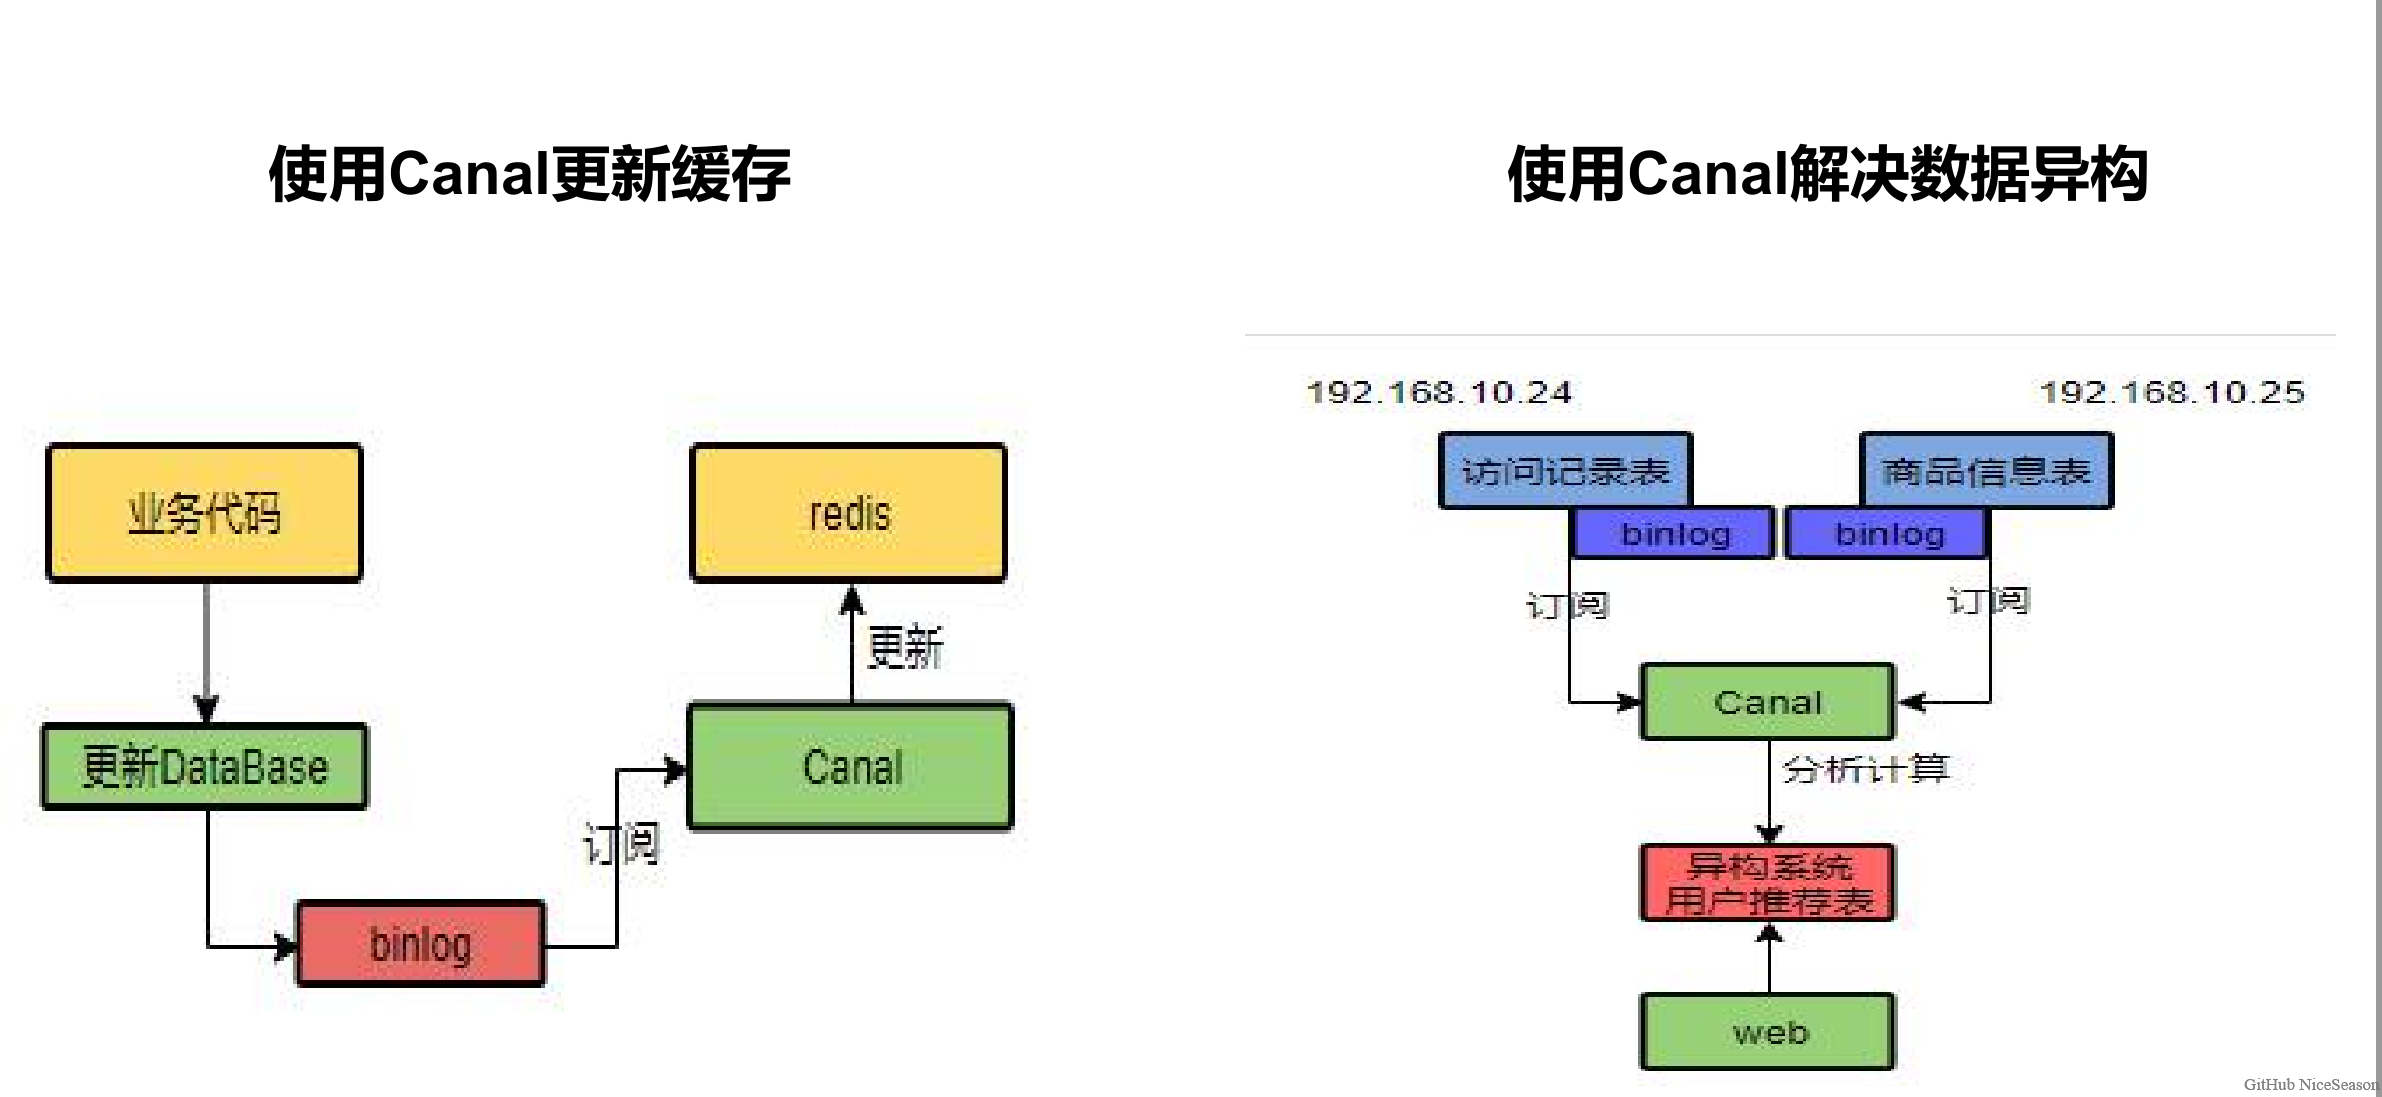 使用Canal更新缓存
业务代码
redis
更新
更新DataBase
Canal
订阅
binlog
使用Canal解决数据异构
192.168.10.24
192.168.10.25
访问记录表
商品信息表
binlog
binlog
订阅
订阅
Canal
分析计算
异构系统
用户推荐表
web
GitHub NiceSeason